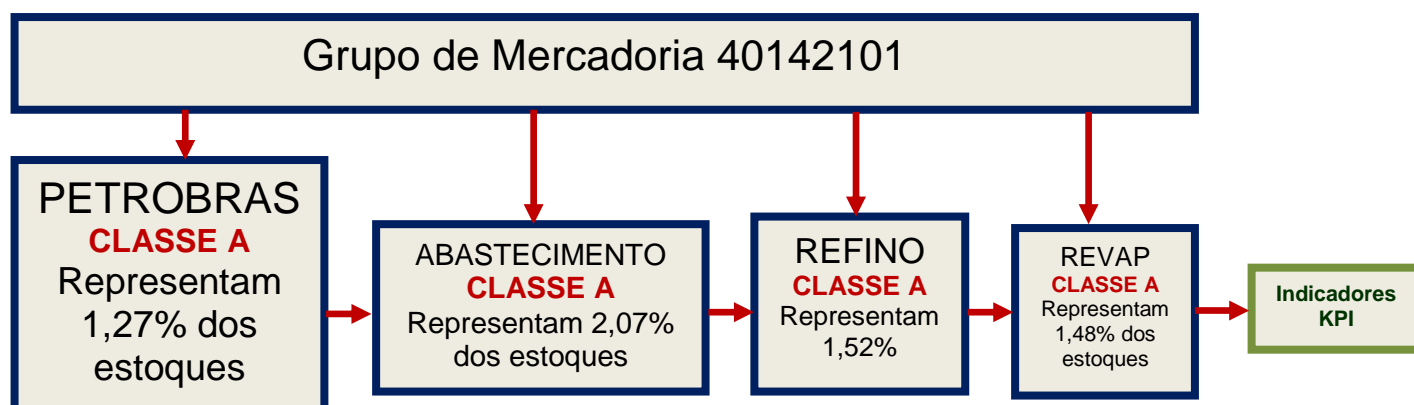 Grupo de Mercadoria 40142101
PETROBRAS
CLASSE A
Representam
1,27% dos
estoques
ABASTECIMENTO
CLASSE A
Representam 2,07%
dos estoques
REFINO
CLASSE A
Representam
1,52%
REVAP
CLASSE A
Representam
1,48% dos
estoques
Indicadores
KPI